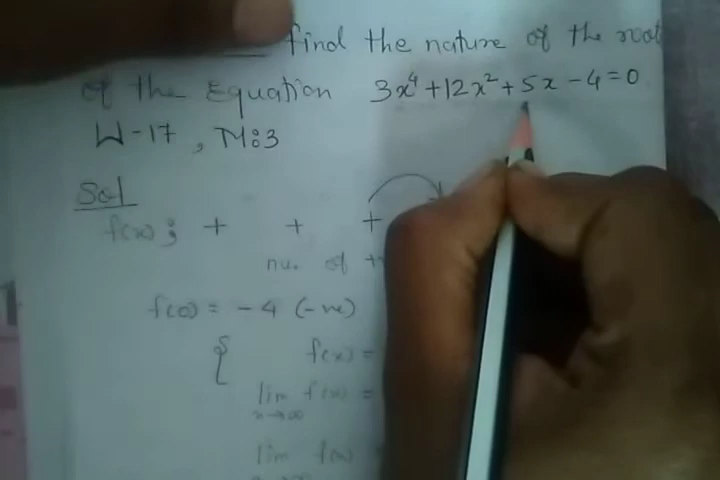 find the nature of the root
of the Equation 3x⁴+12x²+5x-4=0
W-17, M:3
Sol
f(x): + + +
nu. of +
f(0) = -4 (-ve)
{ f(x) =
lim f(x) =
x→∞
lim f(x)